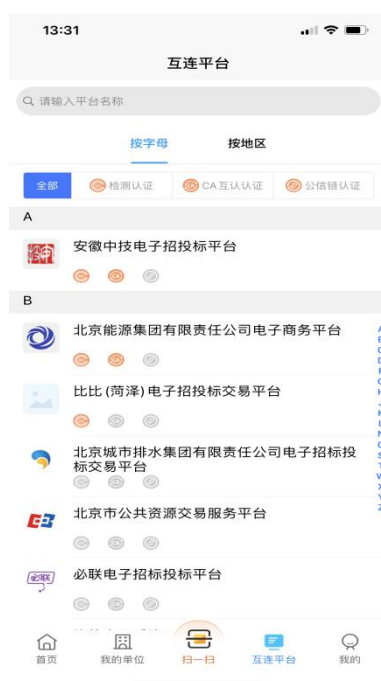 13:31
互连平台
请输入平台名称
按字母
按地区
全部
检测认证
CA互认认证
公信链认证
A
安徽中技电子招投标平台
B
北京能源集团有限责任公司电子商务平台
比比(菏泽)电子招投标交易平台
北京城市排水集团有限责任公司电子招标投
标交易平台
北京市公共资源交易服务平台
必联
必联电子招标投标平台
首页
我的单位
扫一扫
互连平台
我的